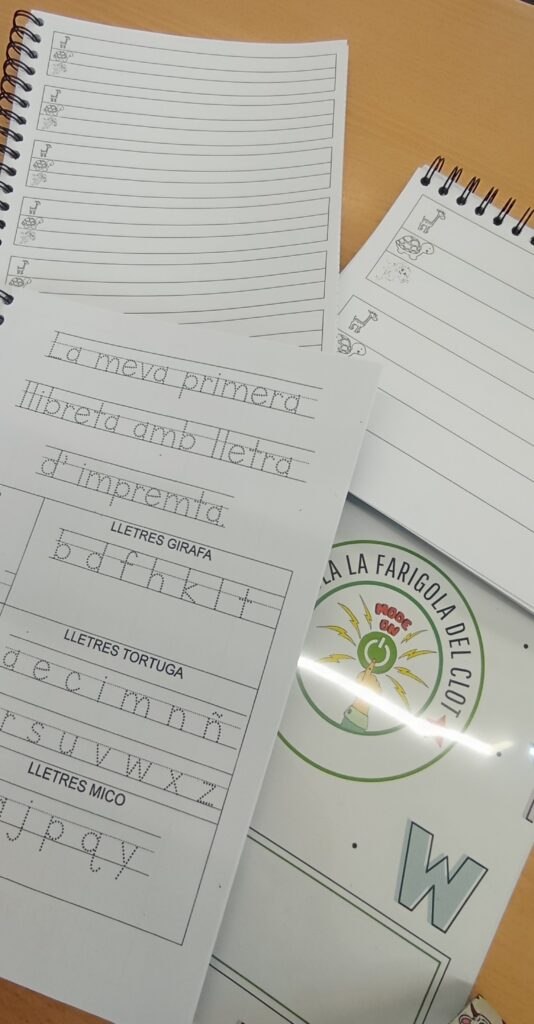 La meva primera
llibreta amb lletra
d' impremta
LLETRES GIRAFA
b d f h k l t
LLETRES TORTUGA
a e c i m n ñ
r s u v w x z
LLETRES MICO
g j p q y
LA LA FARIGOLA DEL CLOT
MODE
ON
W